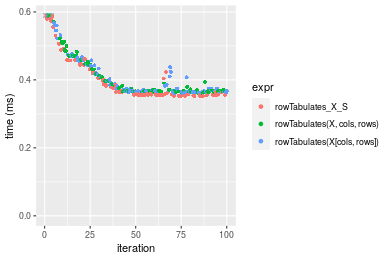 0.6
0.4
0.2
0.0
time (ms)
0
25
50
75
100
iteration
expr
rowTabulates_X_S
rowTabulates(X, cols, rows)
rowTabulates(X[cols, rows])